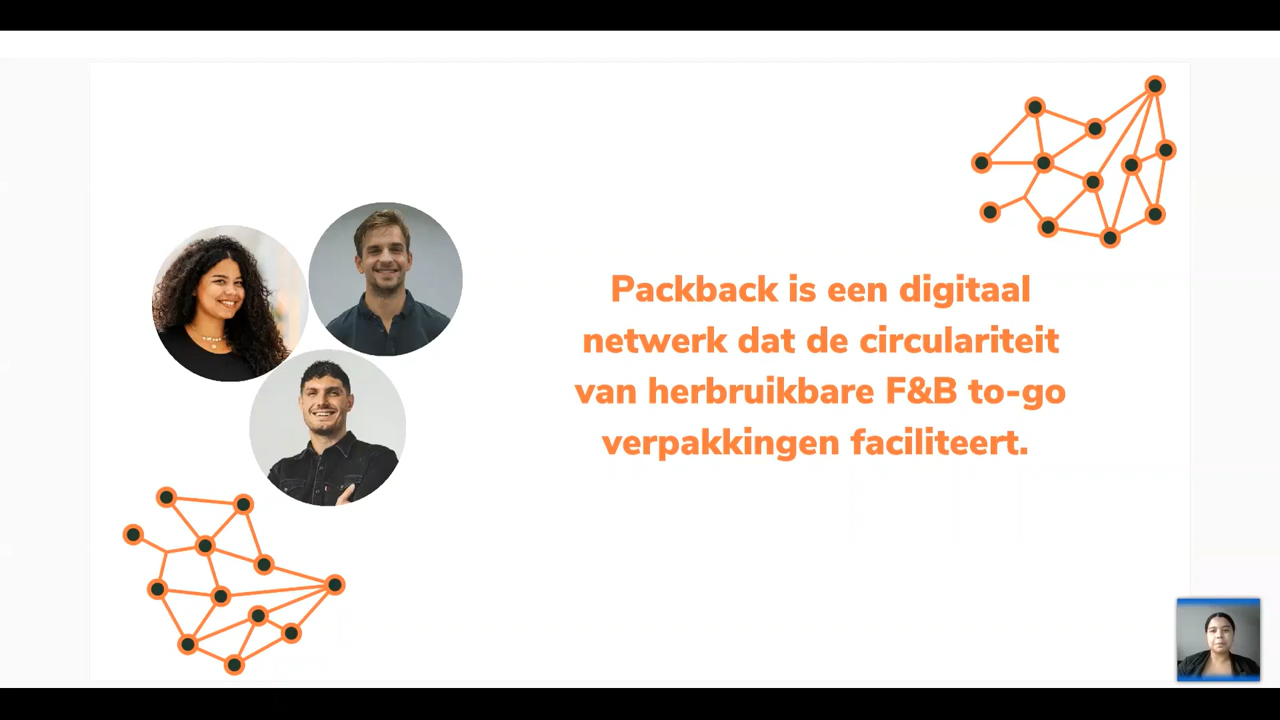 Packback is een digitaal
netwerk dat de circulariteit
van herbruikbare F&B to-go
verpakkingen faciliteert.